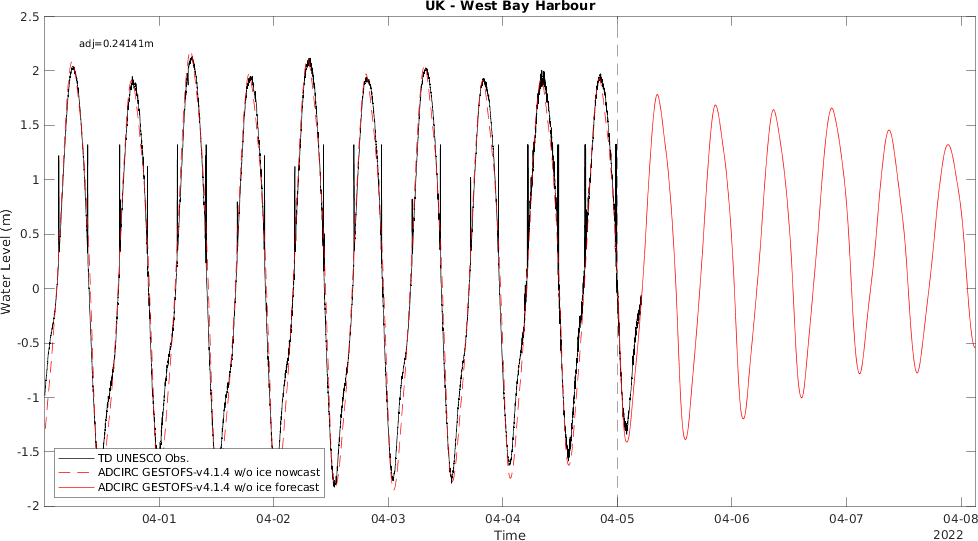 UK - West Bay Harbour
2.5
adj=0.24141m
2
1.5
1
0.5
0
-0.5
-1
-1.5
-2
Water Level (m)
TD UNESCO Obs.
ADCIRC GESTOFS-v4.1.4 w/o ice nowcast
ADCIRC GESTOFS-v4.1.4 w/o ice forecast
04-01 04-02 04-03 04-04 04-05 04-06 04-07 04-08
Time
2022